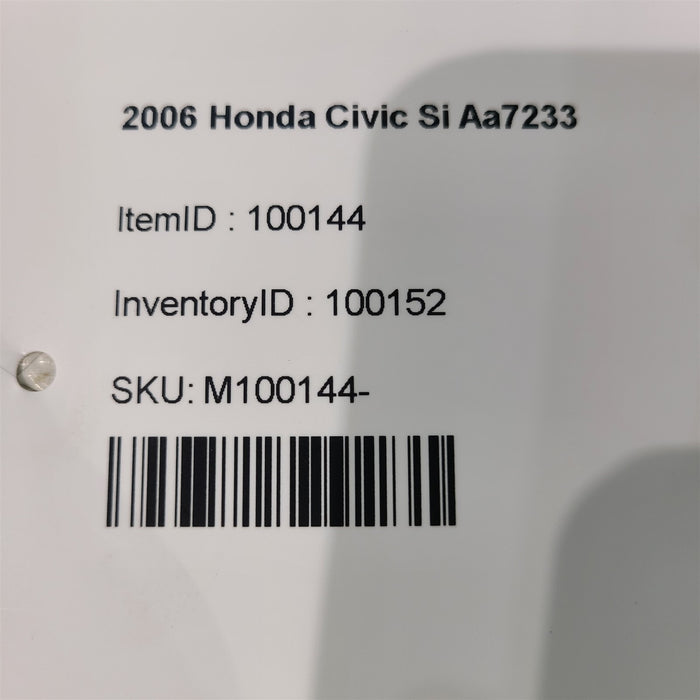 2006 Honda Civic Si Aa7233
ItemID : 100144
InventoryID : 100152
SKU: M100144-